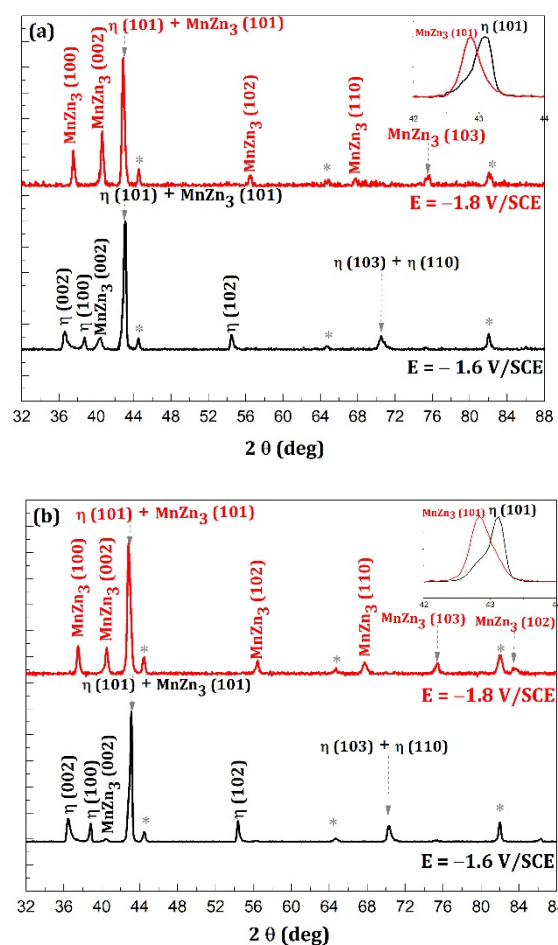 (a)
η (101) + MnZn3 (101)
MnZn3 (100)
MnZn3 (002)
*
MnZn3 (102)
*
MnZn3 (110)
MnZn3 (103)
*
E = −1.8 V/SCE
MnZn3 (101)
η (101)
42 43 44
η (101) + MnZn3 (101)
η (002)
η (100)
MnZn3 (002)
*
η (102)
*
η (103) + η (110)
*
E = − 1.6 V/SCE
32 36 40 44 48 52 56 60 64 68 72 76 80 84 88
2 θ (deg)
(b)
η (101) + MnZn3 (101)
MnZn3 (100)
MnZn3 (002)
*
MnZn3 (102)
*
MnZn3 (110)
MnZn3 (103)
*
MnZn3 (102)
E = −1.8 V/SCE
MnZn3 (101)
η (101)
42 43 44
η (101) + MnZn3 (101)
η (002)
η (100)
MnZn3 (002)
*
η (102)
*
η (103) + η (110)
*
E = −1.6 V/SCE
32 36 40 44 48 52 56 60 64 68 72 76 80 84 88
2 θ (deg)